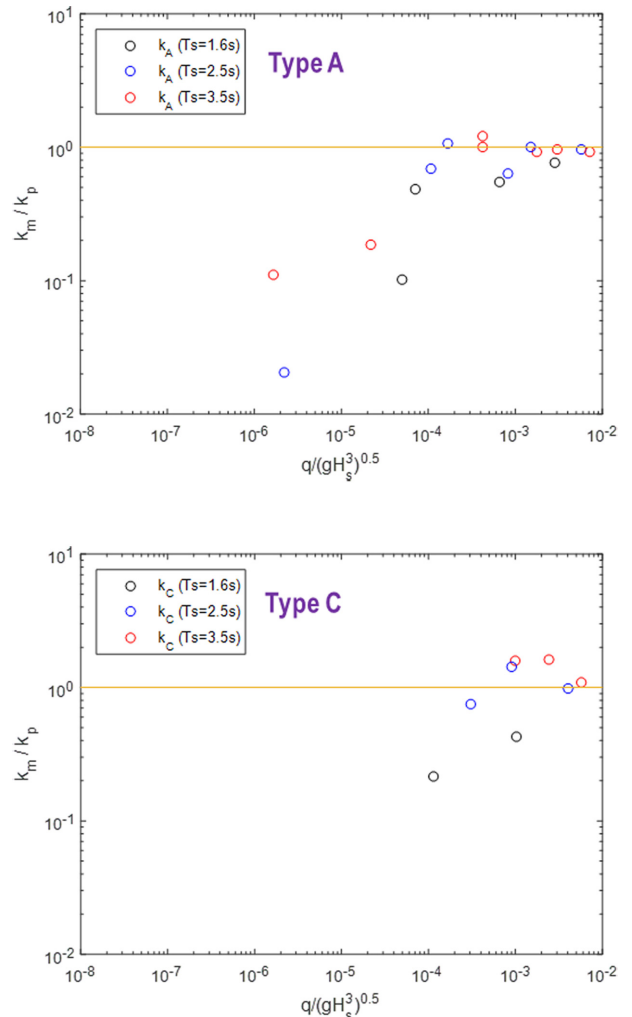 10^1
k_A (Ts=1.6s)
k_A (Ts=2.5s)
k_A (Ts=3.5s)
Type A
10^0
k_m / k_p
10^-1
10^-2
10^-8 10^-7 10^-6 10^-5 10^-4 10^-3 10^-2
q/(gH_s^3)^0.5
10^1
k_C (Ts=1.6s)
k_C (Ts=2.5s)
k_C (Ts=3.5s)
Type C
10^0
k_m / k_p
10^-1
10^-2
10^-8 10^-7 10^-6 10^-5 10^-4 10^-3 10^-2
q/(gH_s^3)^0.5